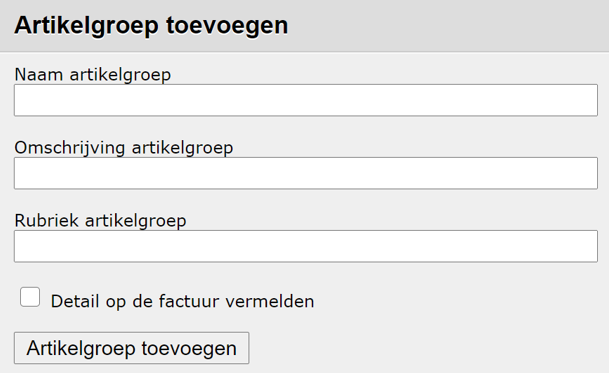 Artikelgroep toevoegen
Naam artikelgroep
Omschrijving artikelgroep
Rubriek artikelgroep
Detail op de factuur vermelden
Artikelgroep toevoegen